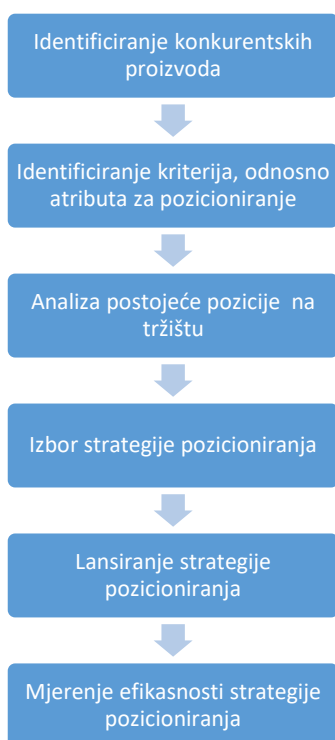 Identificiranje konkurentskih
proizvoda
Identificiranje kriterija, odnosno
atributa za pozicioniranje
Analiza postojeće pozicije na
tržištu
Izbor strategije pozicioniranja
Lansiranje strategije
pozicioniranja
Mjerenje efikasnosti strategije
pozicioniranja